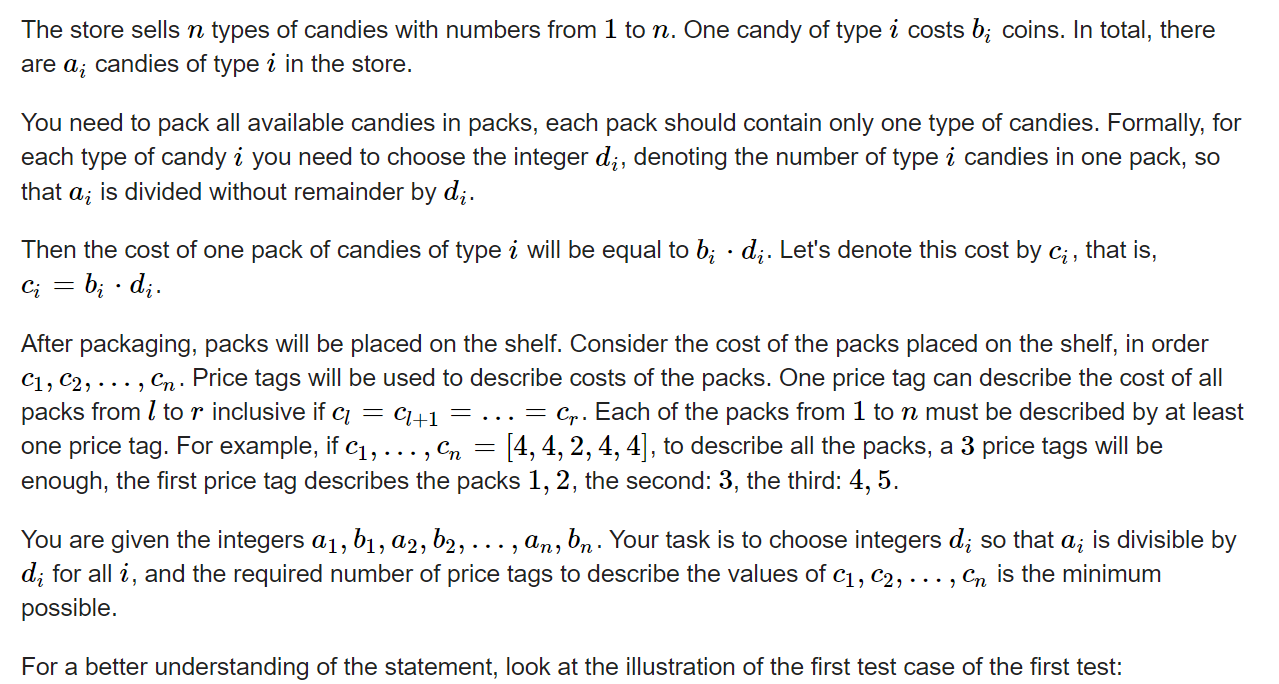 The store sells n types of candies with numbers from 1 to n. One candy of type i costs b_i coins. In total, there
are a_i candies of type i in the store.
You need to pack all available candies in packs, each pack should contain only one type of candies. Formally, for
each type of candy i you need to choose the integer d_i, denoting the number of type i candies in one pack, so
that a_i is divided without remainder by d_i.
Then the cost of one pack of candies of type i will be equal to b_i · d_i. Let's denote this cost by c_i, that is,
c_i = b_i · d_i.
After packaging, packs will be placed on the shelf. Consider the cost of the packs placed on the shelf, in order
c_1, c_2, . . . , c_n. Price tags will be used to describe costs of the packs. One price tag can describe the cost of all
packs from l to r inclusive if c_l = c_{l+1} = . . . = c_r. Each of the packs from 1 to n must be described by at least
one price tag. For example, if c_1, . . . , c_n = [4, 4, 2, 4, 4], to describe all the packs, a 3 price tags will be
enough, the first price tag describes the packs 1, 2, the second: 3, the third: 4, 5.
You are given the integers a_1, b_1, a_2, b_2, . . . , a_n, b_n. Your task is to choose integers d_i so that a_i is divisible by
d_i for all i, and the required number of price tags to describe the values of c_1, c_2, . . . , c_n is the minimum
possible.
For a better understanding of the statement, look at the illustration of the first test case of the first test: